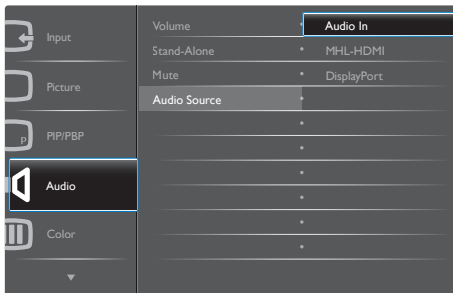 Input
Picture
P
PIP/PBP
Audio
Color
Volume
Stand-Alone
Mute
Audio Source
Audio In
MHL-HDMI
DisplayPort